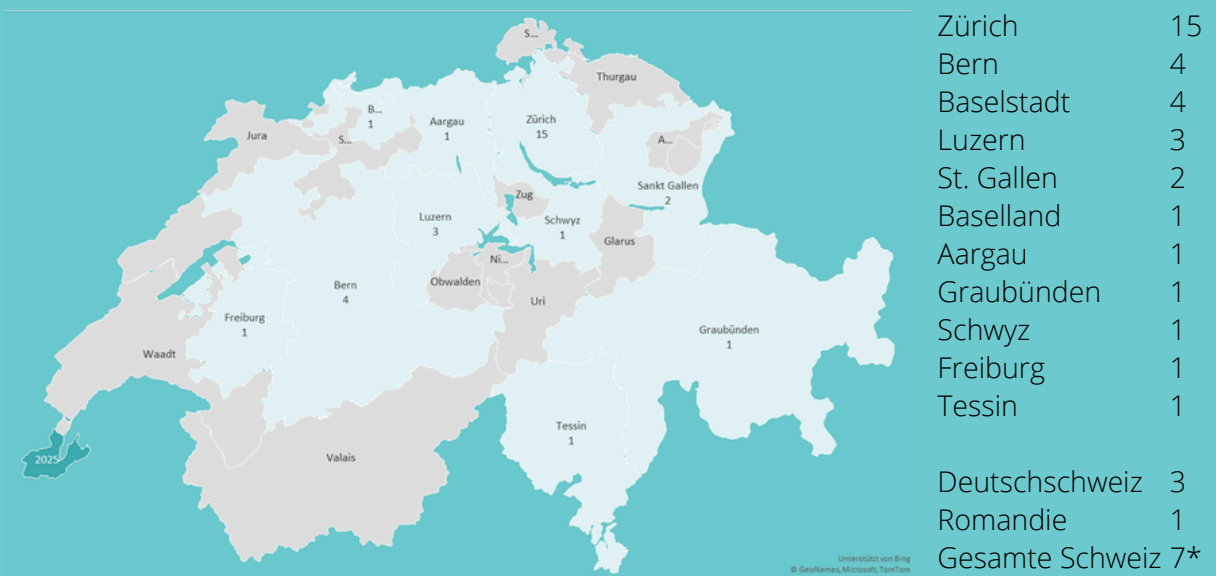 S...
Thurgau
B...
1
Aargau
1
Zürich
15
Jura
S...
A...
Sankt Gallen
2
Zug
Luzern
3
Schwyz
1
Glarus
Ni...
Obwalden
Bern
4
Uri
Freiburg
1
Graubünden
1
Waadt
Tessin
1
2025
Valais
Unterstützt von Bing
© GeoNames, Microsoft, TomTom
Zürich 15
Bern 4
Baselstadt 4
Luzern 3
St. Gallen 2
Baselland 1
Aargau 1
Graubünden 1
Schwyz 1
Freiburg 1
Tessin 1
Deutschschweiz 3
Romandie 1
Gesamte Schweiz 7*